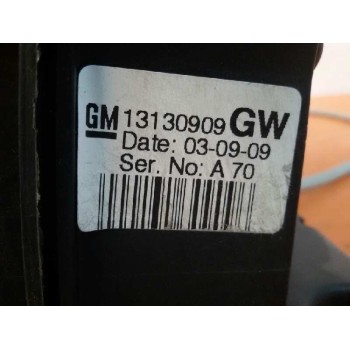 GM 13130909 GW
Date: 03-09-09
Ser. No: A 70